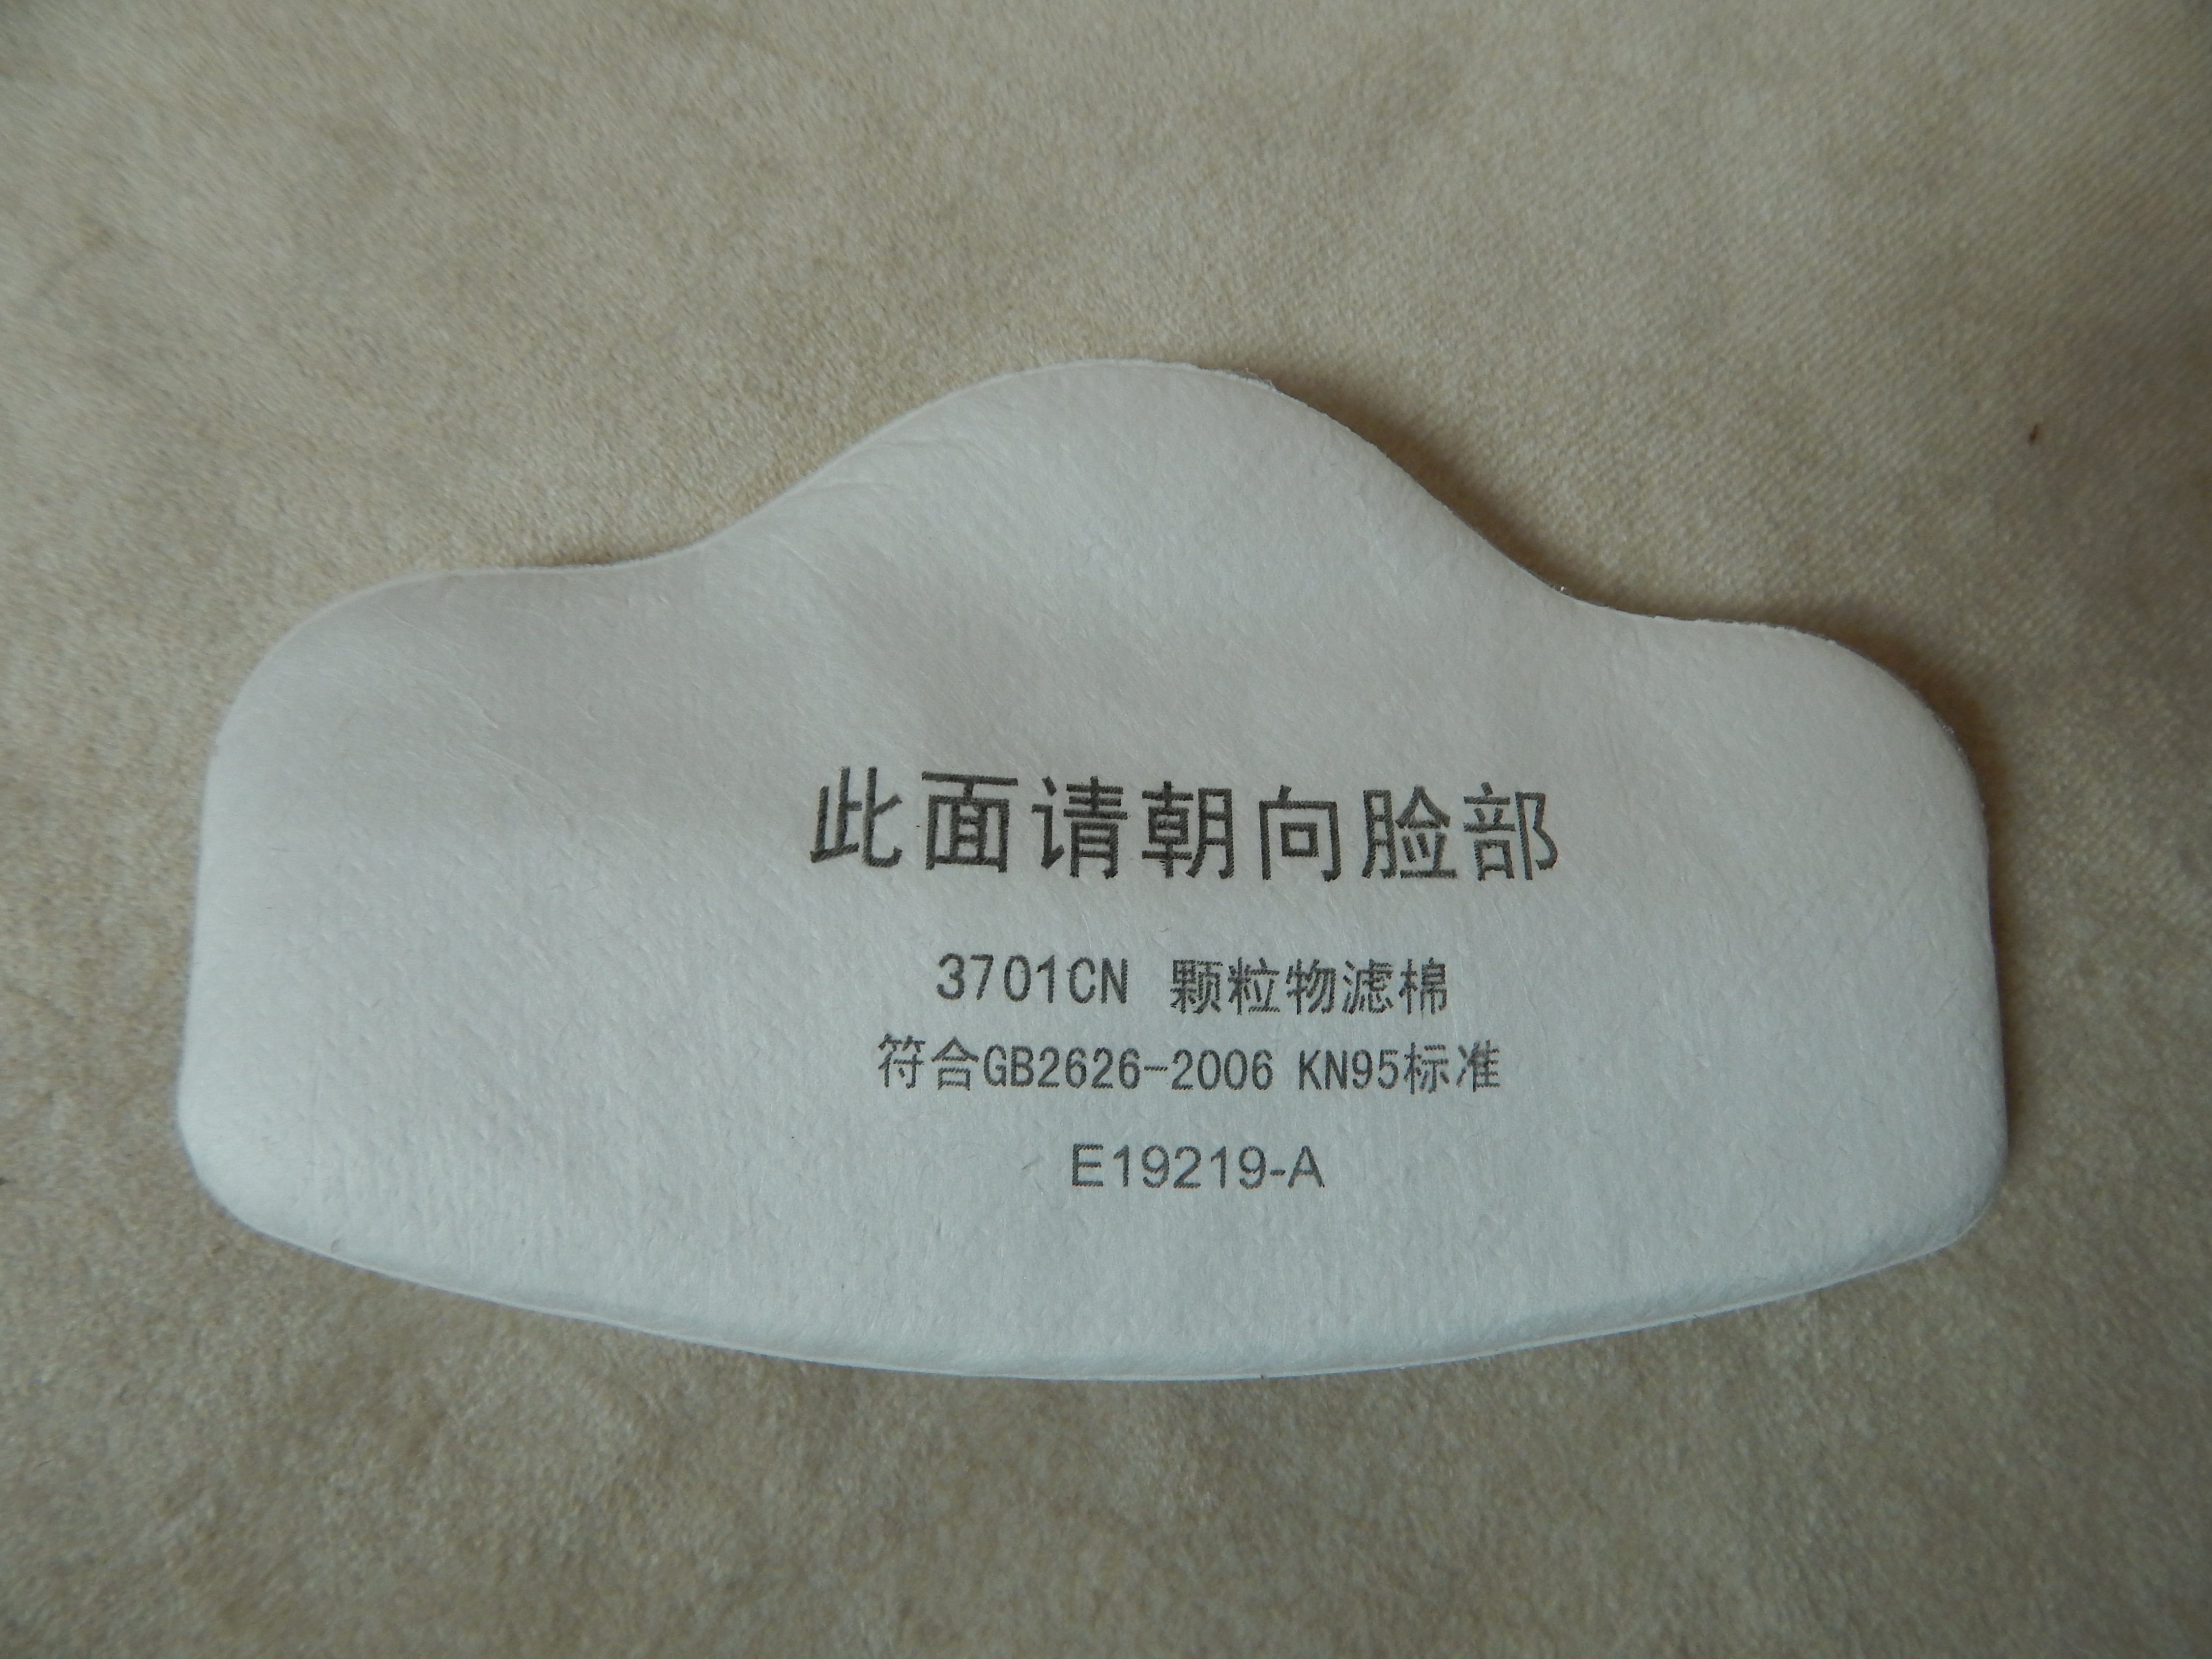 此面请朝向脸部
3701CN 颗粒物滤棉
符合GB2626-2006 KN95标准
E19219-A